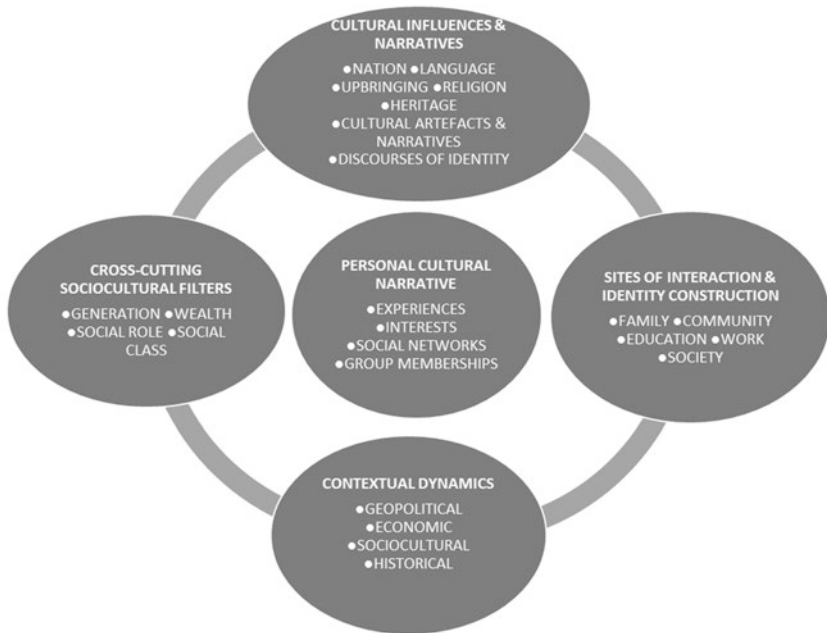 CULTURAL INFLUENCES &
NARRATIVES
●NATION ●LANGUAGE
●UPBRINGING ●RELIGION
●HERITAGE
●CULTURAL ARTEFACTS &
NARRATIVES
●DISCOURSES OF IDENTITY
CROSS-CUTTING
SOCIOCULTURAL FILTERS
●GENERATION ●WEALTH
●SOCIAL ROLE ●SOCIAL
CLASS
PERSONAL CULTURAL
NARRATIVE
●EXPERIENCES
●INTERESTS
●SOCIAL NETWORKS
●GROUP MEMBERSHIPS
SITES OF INTERACTION &
IDENTITY CONSTRUCTION
●FAMILY ●COMMUNITY
●EDUCATION ●WORK
●SOCIETY
CONTEXTUAL DYNAMICS
●GEOPOLITICAL
●ECONOMIC
●SOCIOCULTURAL
●HISTORICAL